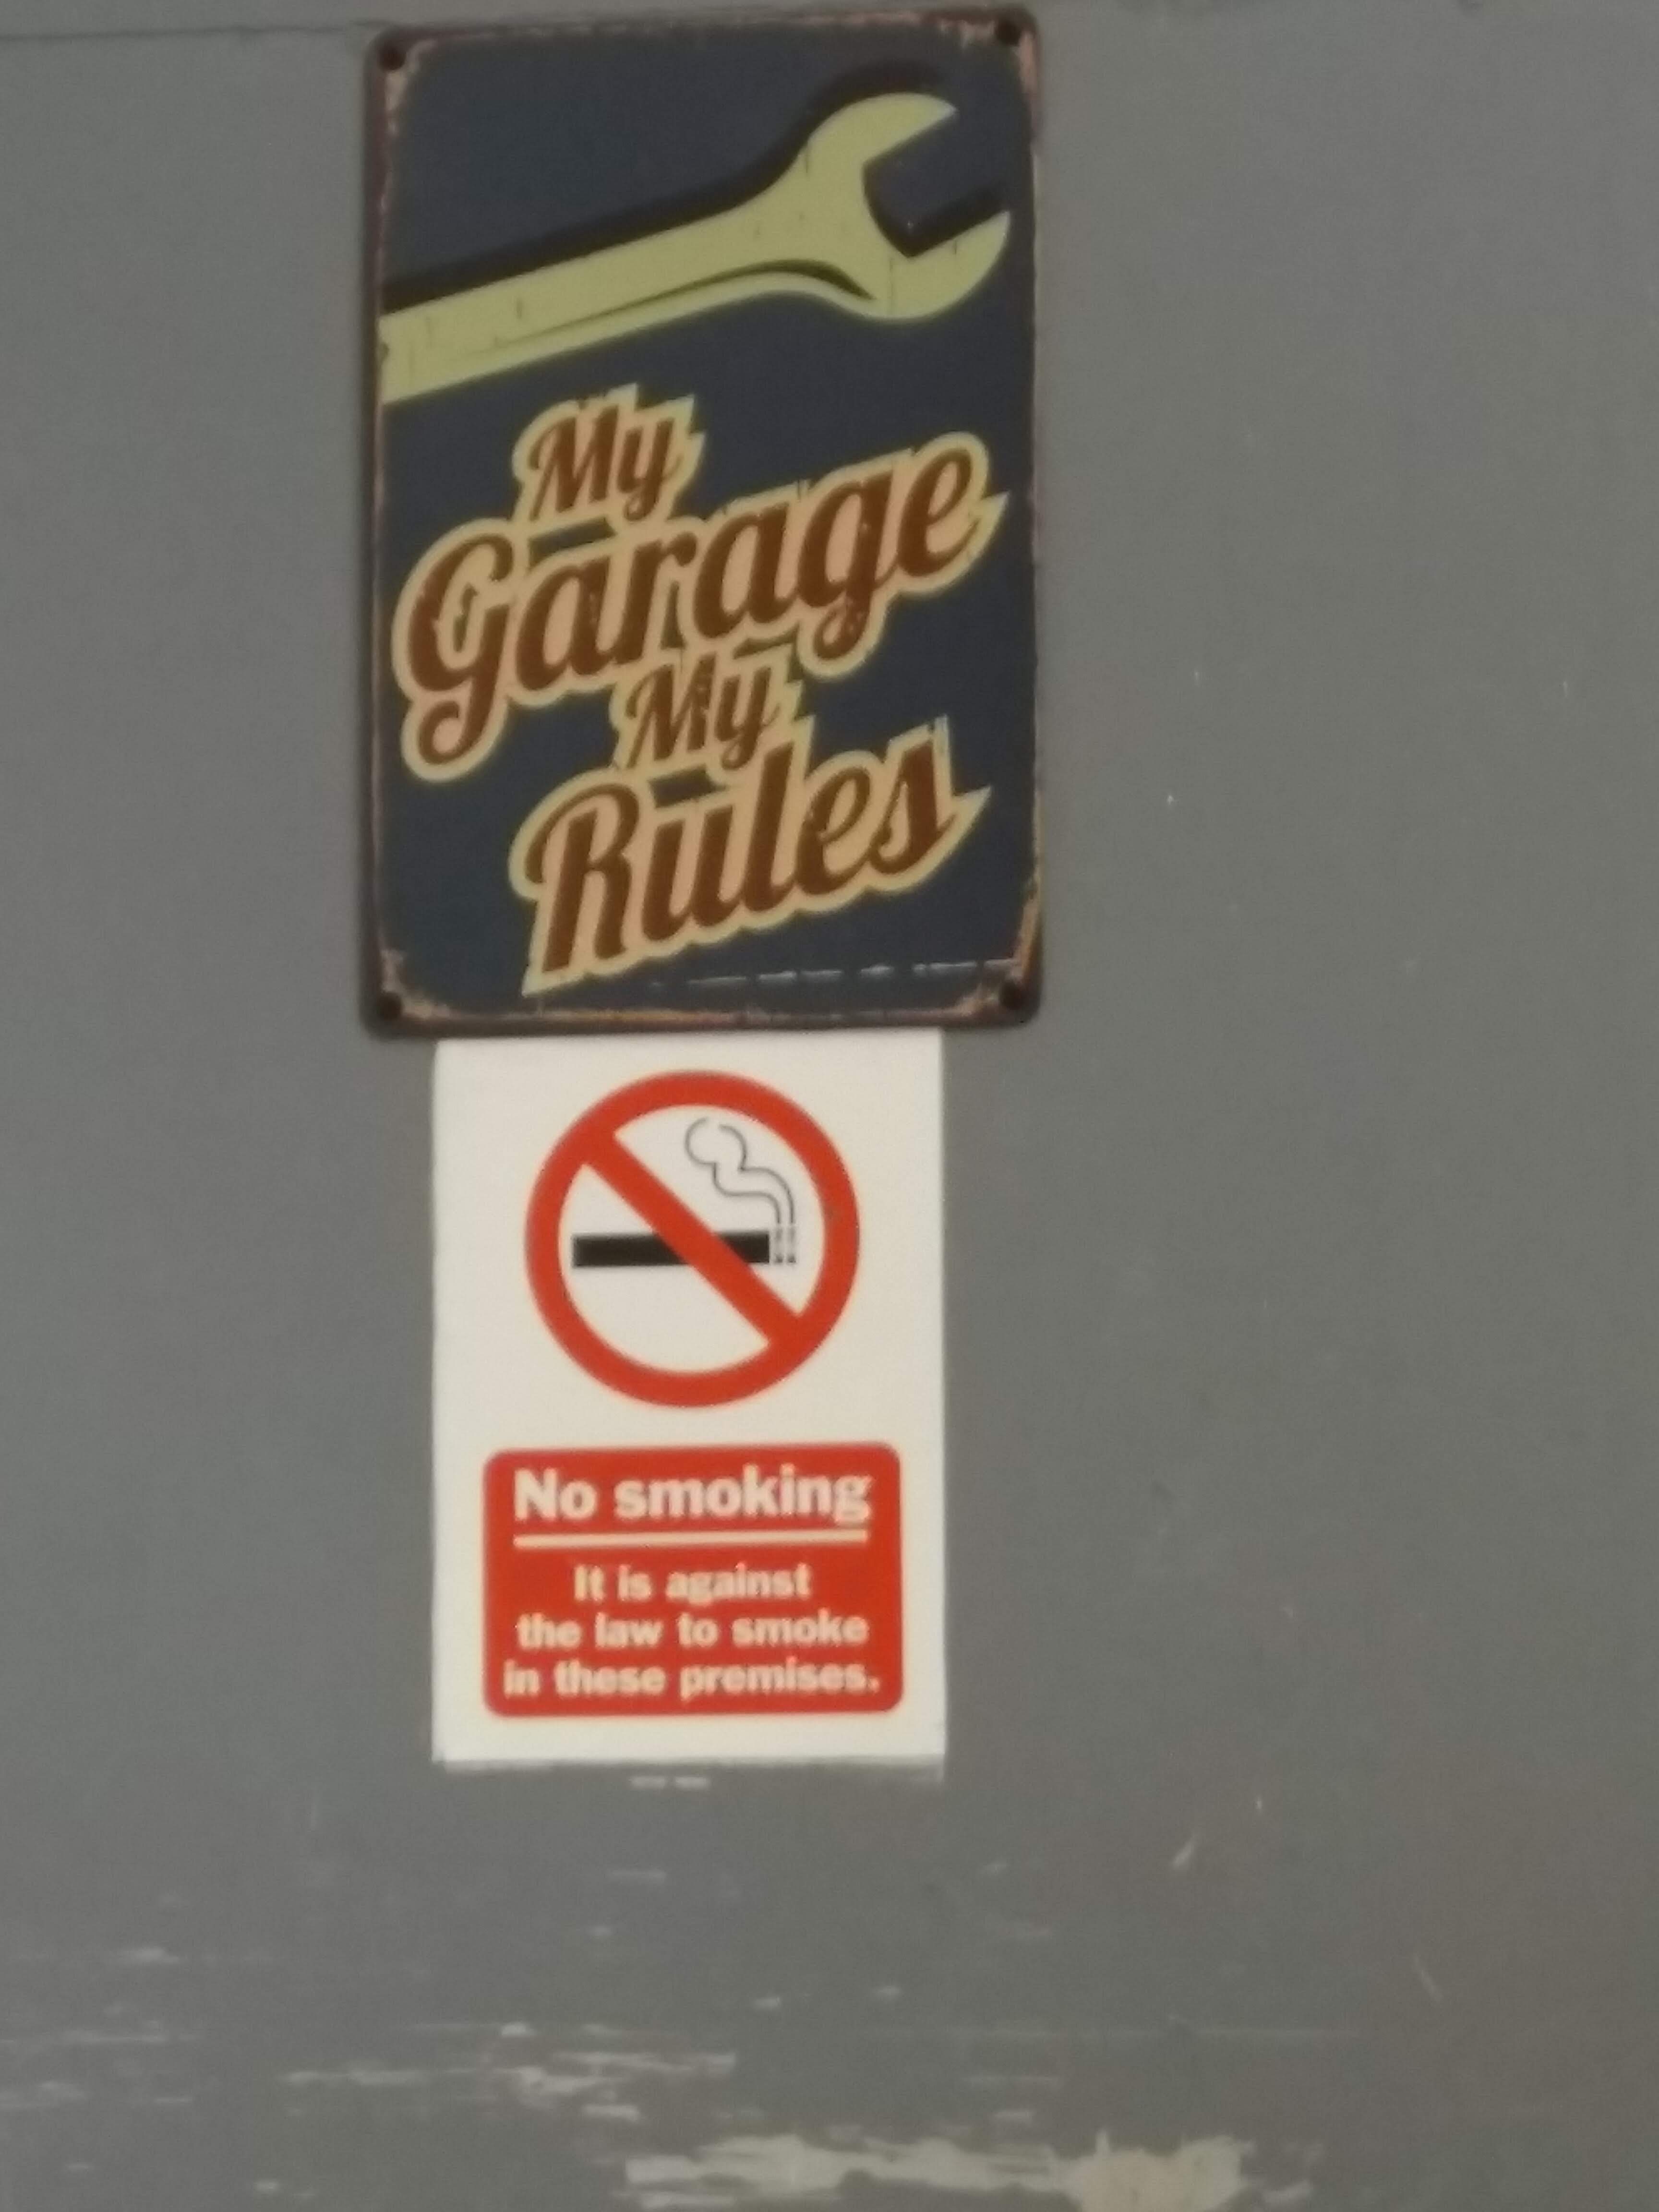 My
Garage
My
Rules
No smoking
It is against
the law to smoke
in these premises.